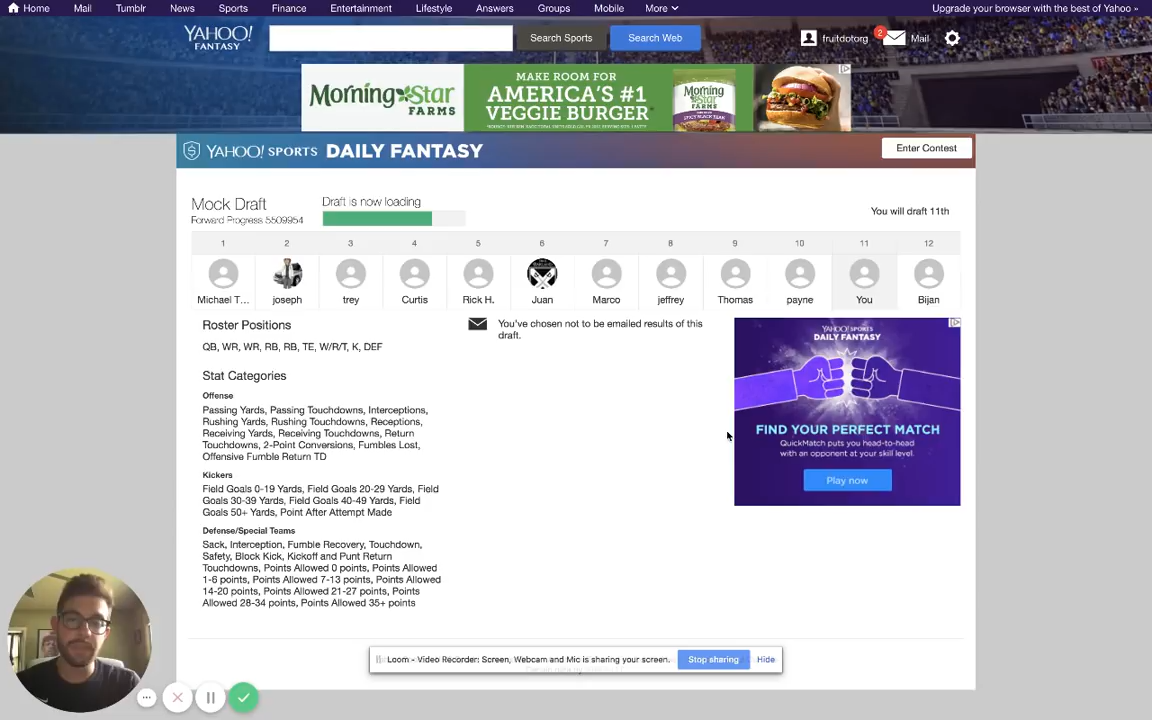 Home Mail Tumblr News Sports Finance Entertainment Lifestyle Answers Groups Mobile More Upgrade your browser with the best of Yahoo »
YAHOO!
FANTASY
Search Sports Search Web fruitdotorg 2 Mail
MorningStar
FARMS
MAKE ROOM FOR
AMERICA'S #1
VEGGIE BURGER
YAHOO! SPORTS DAILY FANTASY Enter Contest
Mock Draft
Forward Progress 5509954
Draft is now loading
You will draft 11th
1 2 3 4 5 6 7 8 9 10 11 12
Michael T... joseph trey Curtis Rick H. Juan Marco jeffrey Thomas payne You Bijan
Roster Positions
QB, WR, WR, RB, RB, TE, W/R/T, K, DEF
You've chosen not to be emailed results of this
draft.
Stat Categories
Offense
Passing Yards, Passing Touchdowns, Interceptions,
Rushing Yards, Rushing Touchdowns, Receptions,
Receiving Yards, Receiving Touchdowns, Return
Touchdowns, 2-Point Conversions, Fumbles Lost,
Offensive Fumble Return TD
Kickers
Field Goals 0-19 Yards, Field Goals 20-29 Yards, Field
Goals 30-39 Yards, Field Goals 40-49 Yards, Field
Goals 50+ Yards, Point After Attempt Made
Defense/Special Teams
Sack, Interception, Fumble Recovery, Touchdown,
Safety, Block Kick, Kickoff and Punt Return
Touchdowns, Points Allowed 0 points, Points Allowed
1-6 points, Points Allowed 7-13 points, Points Allowed
14-20 points, Points Allowed 21-27 points, Points
Allowed 28-34 points, Points Allowed 35+ points
YAHOO! SPORTS
DAILY FANTASY
FIND YOUR PERFECT MATCH
QuickMatch puts you head-to-head
with an opponent at your skill level.
Play now
Loom - Video Recorder: Screen, Webcam and Mic is sharing your screen. Stop sharing Hide